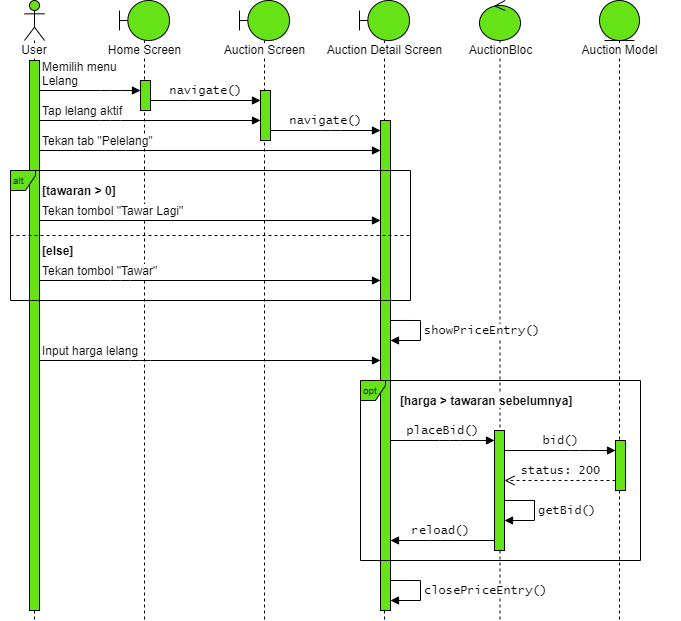 User
Home Screen
Auction Screen
Auction Detail Screen
AuctionBloc
Auction Model
Memilih menu
Lelang
navigate()
Tap lelang aktif
navigate()
Tekan tab "Pelelang"
alt
[tawaran > 0]
Tekan tombol "Tawar Lagi"
[else]
Tekan tombol "Tawar"
showPriceEntry()
Input harga lelang
opt
[harga > tawaran sebelumnya]
placeBid()
bid()
status: 200
getBid()
reload()
closePriceEntry()